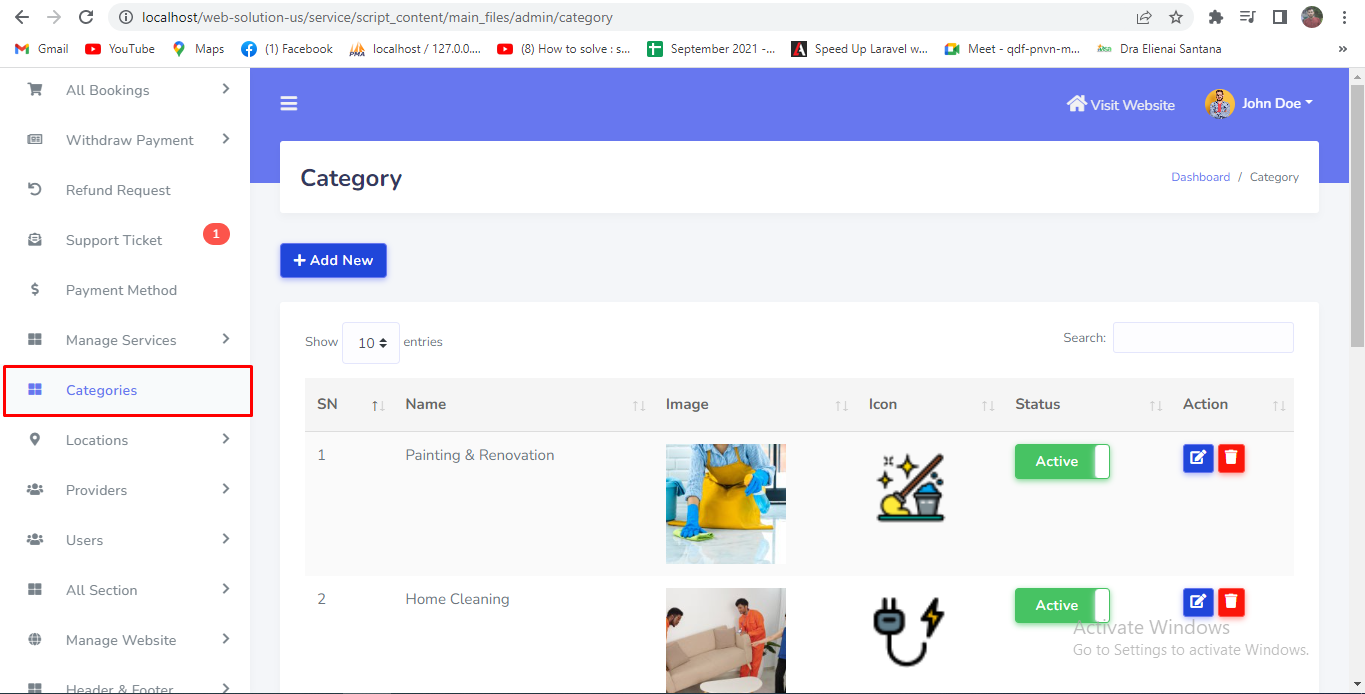 localhost/web-solution-us/service/script_content/main_files/admin/category
Gmail YouTube Maps (1) Facebook localhost / 127.0.0.... (8) How to solve : s... September 2021 -... Speed Up Laravel w... Meet - qdf-pnvn-m... Dra Elienai Santana »
All Bookings
Withdraw Payment
Refund Request
Support Ticket 1
Payment Method
Manage Services
Categories
Locations
Providers
Users
All Section
Manage Website
Header & Footer
Visit Website John Doe
Category
Dashboard / Category
+ Add New
Show 10 entries
Search:
SN Name Image Icon Status Action
1 Painting & Renovation Active
2 Home Cleaning Active
Activate Windows
Go to Settings to activate Windows.